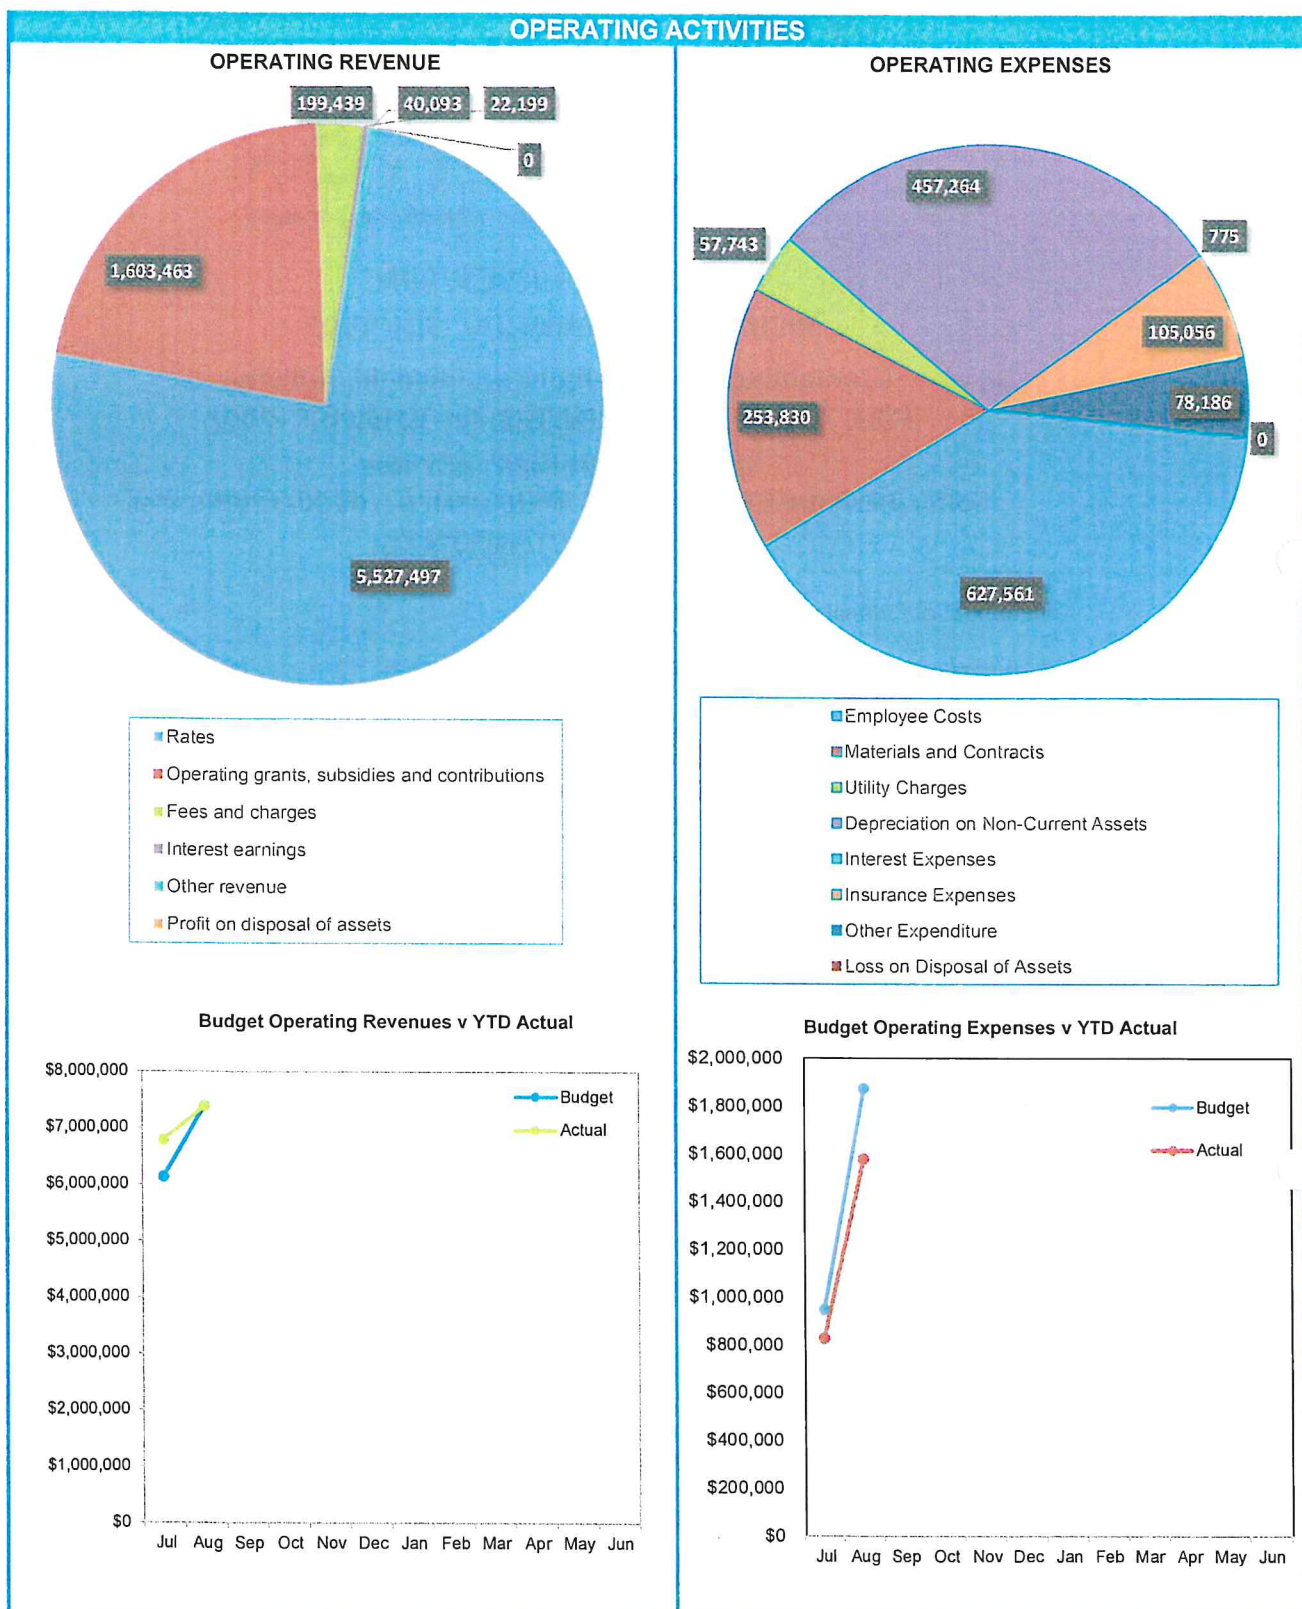 OPERATING ACTIVITIES
OPERATING REVENUE
199,439
40,093
22,199
0
1,603,463
5,527,497
Rates
Operating grants, subsidies and contributions
Fees and charges
Interest earnings
Other revenue
Profit on disposal of assets
OPERATING EXPENSES
457,264
775
57,743
105,056
78,186
0
253,830
627,561
Employee Costs
Materials and Contracts
Utility Charges
Depreciation on Non-Current Assets
Interest Expenses
Insurance Expenses
Other Expenditure
Loss on Disposal of Assets
Budget Operating Revenues v YTD Actual
$8,000,000
$7,000,000
$6,000,000
$5,000,000
$4,000,000
$3,000,000
$2,000,000
$1,000,000
$0
Budget
Actual
Jul Aug Sep Oct Nov Dec Jan Feb Mar Apr May Jun
Budget Operating Expenses v YTD Actual
$2,000,000
$1,800,000
$1,600,000
$1,400,000
$1,200,000
$1,000,000
$800,000
$600,000
$400,000
$200,000
$0
Budget
Actual
Jul Aug Sep Oct Nov Dec Jan Feb Mar Apr May Jun